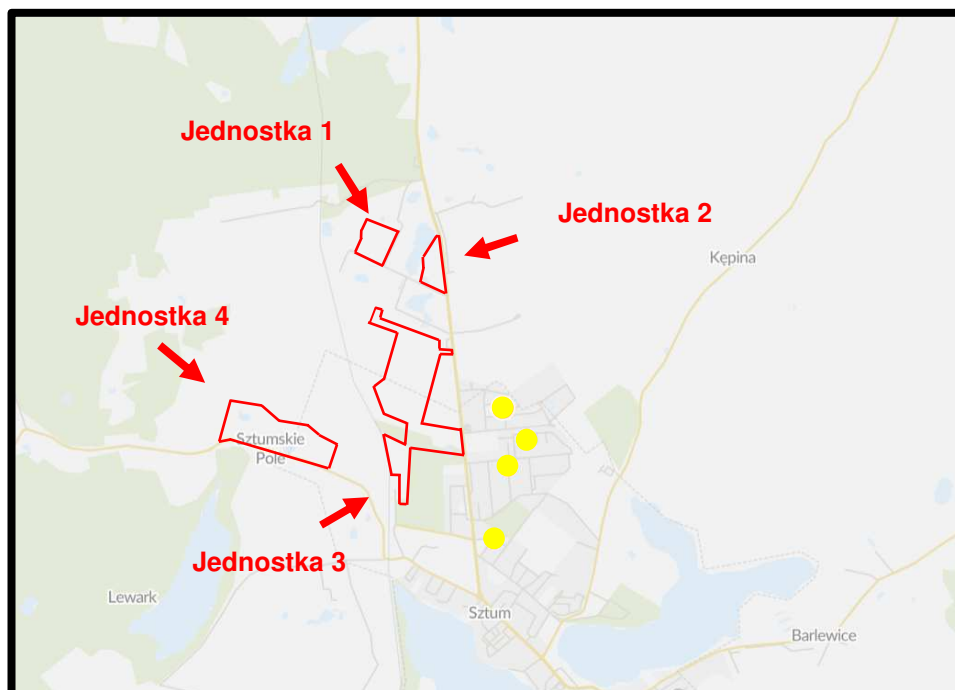 Jednostka 1
Jednostka 2
Kępina
Jednostka 4
Sztumskie
Pole
Jednostka 3
Lewark
Sztum
Barlewice